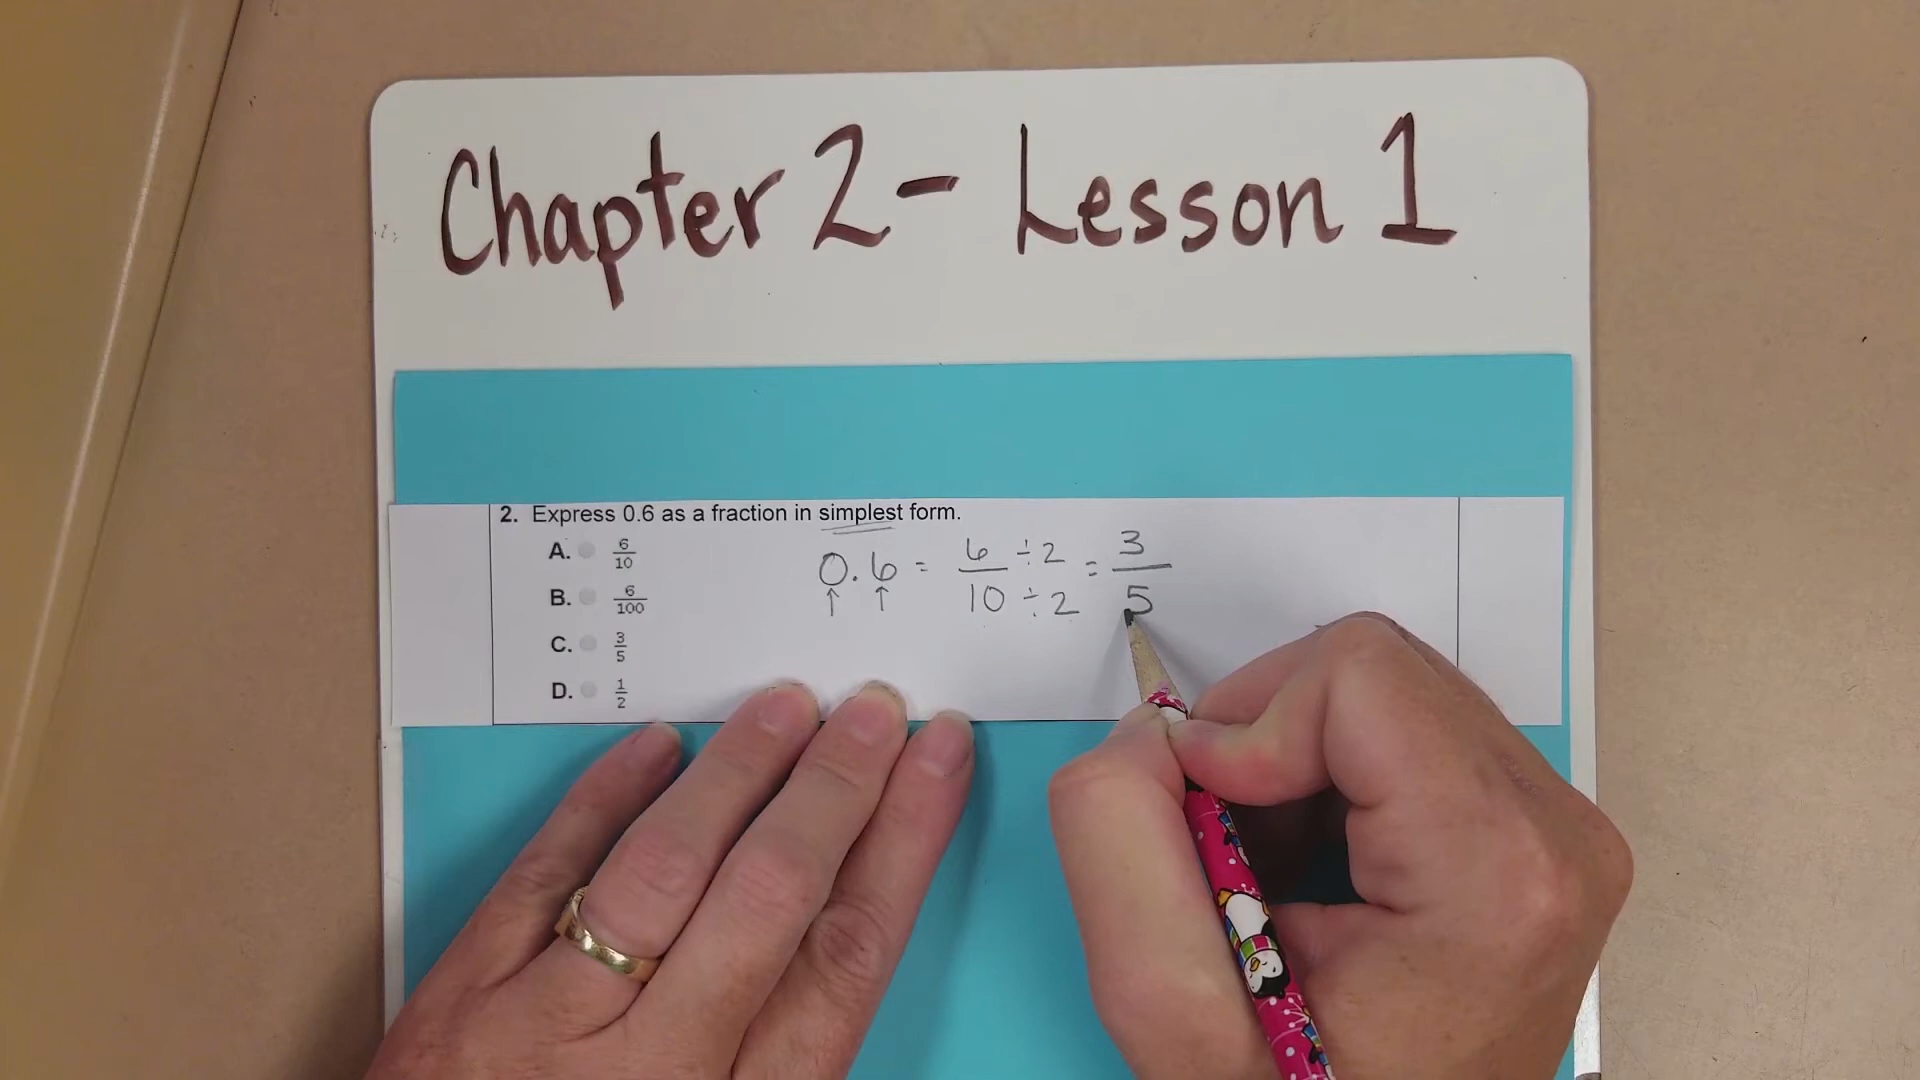 Chapter 2 - Lesson 1
2. Express 0.6 as a fraction in simplest form.
A. 6/10
B. 6/100
C. 3/5
D. 1/2
0.6 = 6/10 ÷2/÷2 = 3/5
↑ ↑